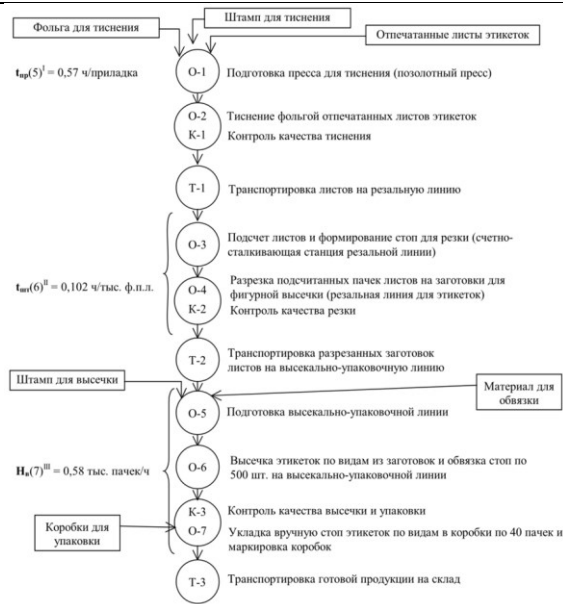 Штамп для тиснения
Фольга для тиснения
Отпечатанные листы этикеток
tпр(5)I = 0,57 ч/приладка
О-1
Подготовка пресса для тиснения (позолотный пресс)
О-2
К-1
Тиснение фольгой отпечатанных листов этикеток
Контроль качества тиснения
Т-1
Транспортировка листов на резальную линию
О-3
Подсчет листов и формирование стоп для резки (счетно-
сталкивающая станция резальной линии)
tшт(6)II = 0,102 ч/тыс. ф.п.л.
О-4
К-2
Разрезка подсчитанных пачек листов на заготовки для
фигурной высечки (резальная линия для этикеток)
Контроль качества резки
Т-2
Транспортировка разрезанных заготовок
листов на высекально-упаковочную линию
Штамп для высечки
Материал для
обвязки
О-5
Подготовка высекально-упаковочной линии
Нв(7)III = 0,58 тыс. пачек/ч
О-6
Высечка этикеток по видам из заготовок и обвязка стоп по
500 шт. на высекально-упаковочной линии
К-3
О-7
Контроль качества высечки и упаковки
Укладка вручную стоп этикеток по видам в коробки по 40 пачек и
маркировка коробок
Коробки для
упаковки
Т-3
Транспортировка готовой продукции на склад